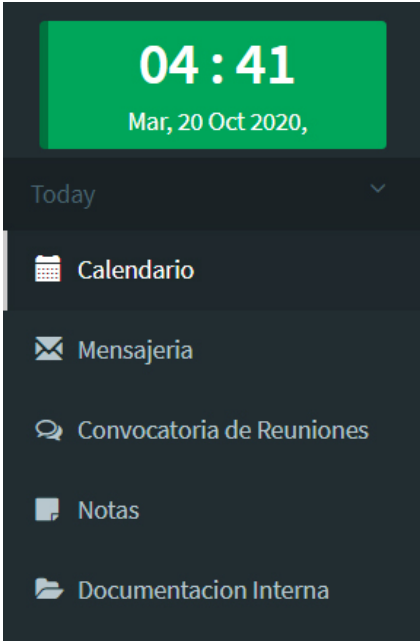 04 : 41
Mar, 20 Oct 2020,
Today
Calendario
Mensajeria
Convocatoria de Reuniones
Notas
Documentacion Interna